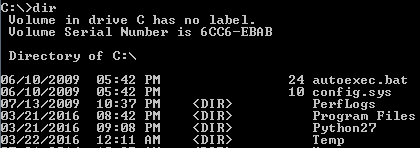 C:\>dir
Volume in drive C has no label.
Volume Serial Number is 6CC6-EBAB
Directory of C:\
06/10/2009 05:42 PM 24 autoexec.bat
06/10/2009 05:42 PM 10 config.sys
07/13/2009 10:37 PM <DIR> PerfLogs
03/21/2016 08:42 PM <DIR> Program Files
03/21/2016 09:08 PM <DIR> Python27
03/22/2016 12:11 AM <DIR> Temp